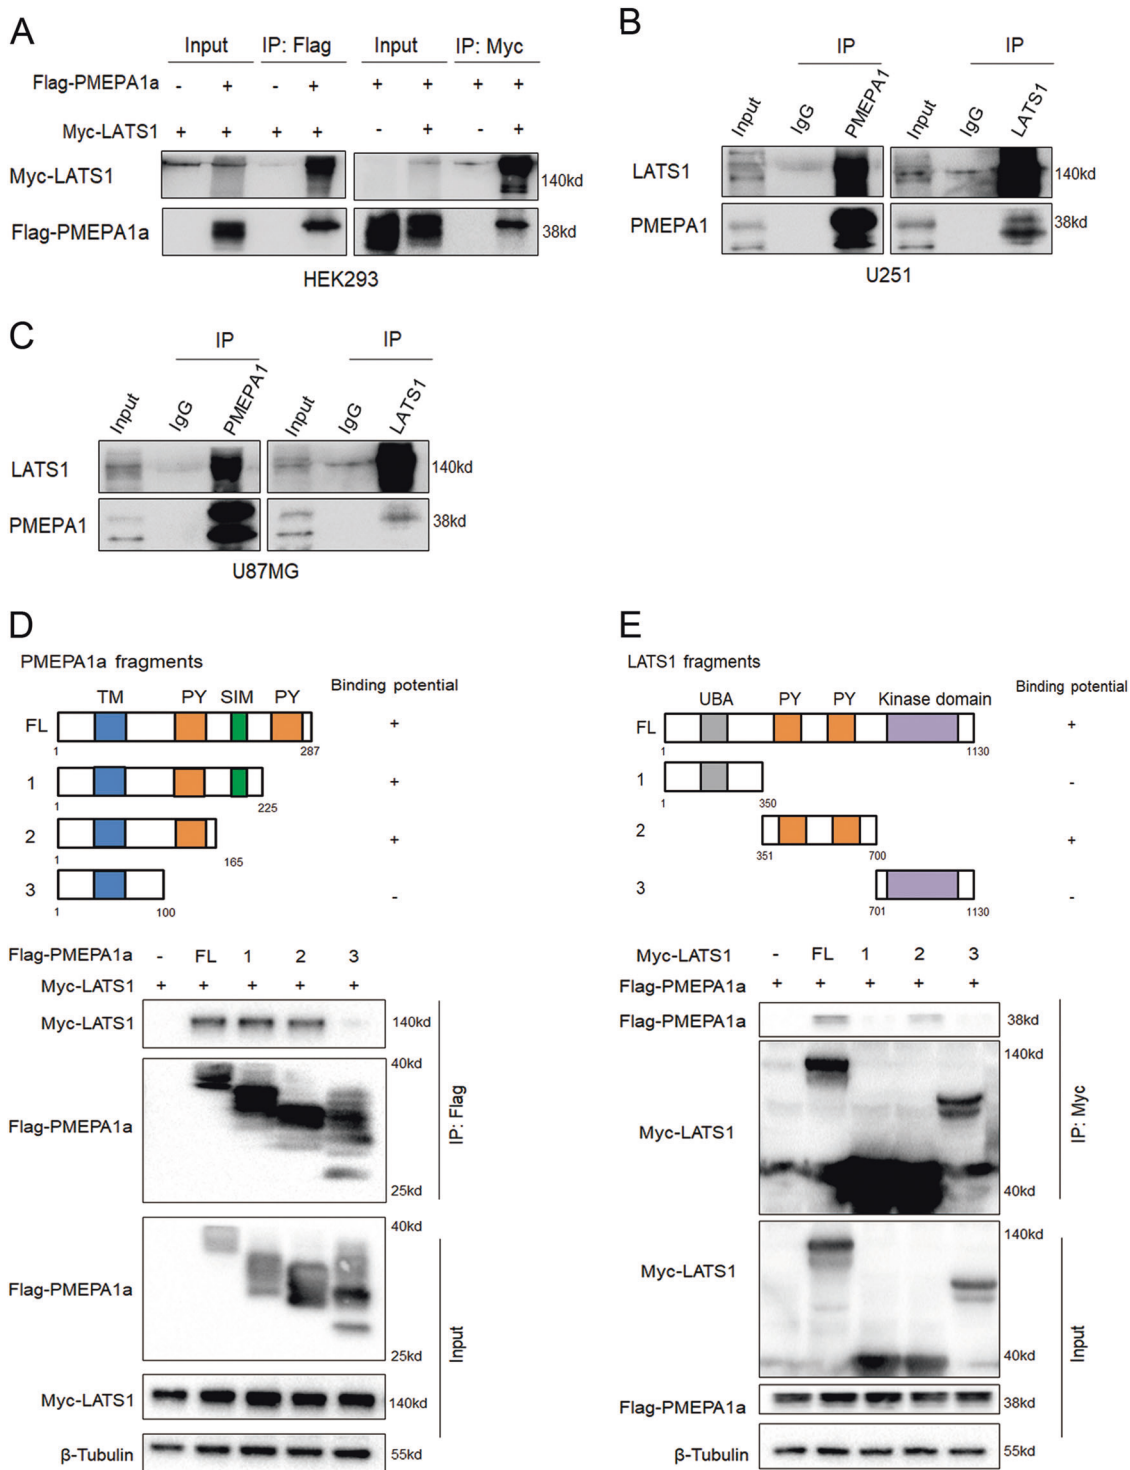 A
Input IP: Flag Input IP: Myc
Flag-PMEPA1a - + - + + + + +
Myc-LATS1 + + + + - + - +
Myc-LATS1 140kd
Flag-PMEPA1a 38kd
HEK293
B
IP IP
Input IgG PMEPA1 Input IgG LATS1
LATS1 140kd
PMEPA1 38kd
U251
C
IP IP
Input IgG PMEPA1 Input IgG LATS1
LATS1 140kd
PMEPA1 38kd
U87MG
D
PMEPA1a fragments
Binding potential
TM PY SIM PY
FL +
1 287
1 +
1 225
2 +
1 165
3 -
1 100
Flag-PMEPA1a - FL 1 2 3
Myc-LATS1 + + + + +
Myc-LATS1 140kd
40kd
Flag-PMEPA1a
25kd
IP: Flag
40kd
Flag-PMEPA1a
25kd
Myc-LATS1 140kd
β-Tubulin 55kd
Input
E
LATS1 fragments
Binding potential
UBA PY PY Kinase domain
FL +
1 1130
1 -
1 350
2 +
351 700
3 -
701 1130
Myc-LATS1 - FL 1 2 3
Flag-PMEPA1a + + + + +
Flag-PMEPA1a 38kd
140kd
Myc-LATS1
40kd
IP: Myc
140kd
Myc-LATS1
40kd
Flag-PMEPA1a 38kd
β-Tubulin 55kd
Input